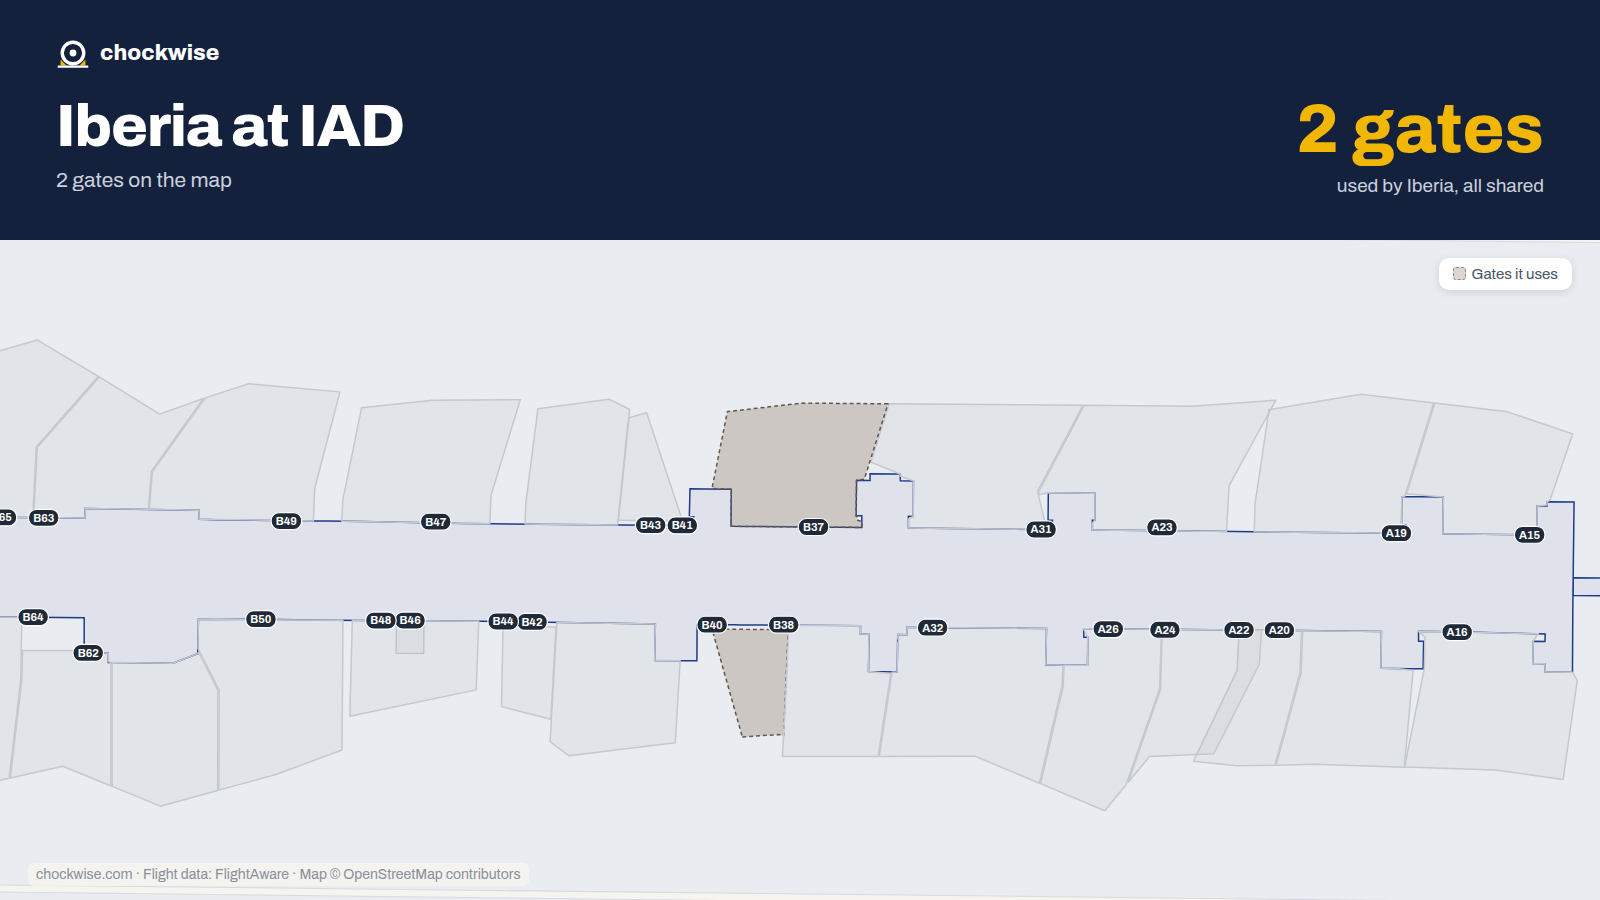 chockwise
Iberia at IAD
2 gates on the map
2 gates
used by Iberia, all shared
Gates it uses
65
B63
B49
B47
B43
B41
B37
A31
A23
A19
A15
B64
B62
B50
B48
B46
B44
B42
B40
B38
A32
A26
A24
A22
A20
A16
chockwise.com · Flight data: FlightAware · Map © OpenStreetMap contributors